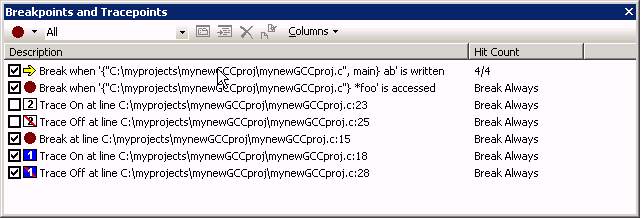 Breakpoints and Tracepoints
All Columns
Description Hit Count
Break when '{"C:\myprojects\mynewGCCproj\mynewGCCproj.c", main} ab' is written 4/4
Break when '{"C:\myprojects\mynewGCCproj\mynewGCCproj.c"} *foo' is accessed Break Always
2 Trace On at line C:\myprojects\mynewGCCproj\mynewGCCproj.c:23 Break Always
2 Trace Off at line C:\myprojects\mynewGCCproj\mynewGCCproj.c:25 Break Always
Break at line C:\myprojects\mynewGCCproj\mynewGCCproj.c:15 Break Always
1 Trace On at line C:\myprojects\mynewGCCproj\mynewGCCproj.c:18 Break Always
1 Trace Off at line C:\myprojects\mynewGCCproj\mynewGCCproj.c:28 Break Always